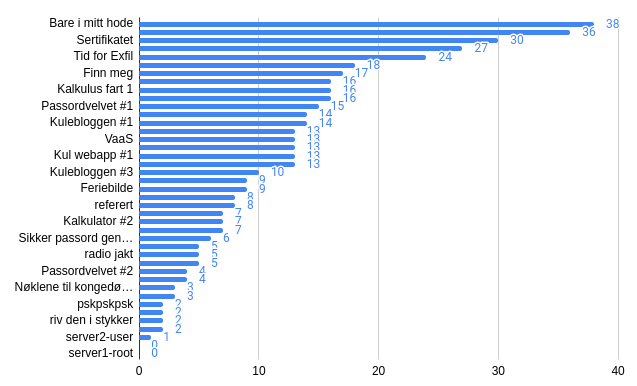 Bare i mitt hode 38
36
Sertifikatet 30
27
Tid for Exfil 24
18
Finn meg 17
16
Kalkulus fart 1 16
16
Passordvelvet #1 15
14
Kulebloggen #1 14
13
VaaS 13
13
Kul webapp #1 13
13
Kulebloggen #3 10
9
Feriebilde 9
8
referert 8
7
Kalkulator #2 7
7
Sikker passord gen… 6
5
radio jakt 5
5
Passordvelvet #2 4
4
Nøklene til kongedø… 3
3
pskpskpsk 2
2
riv den i stykker 2
2
server2-user 1
0
server1-root 0
0 10 20 30 40